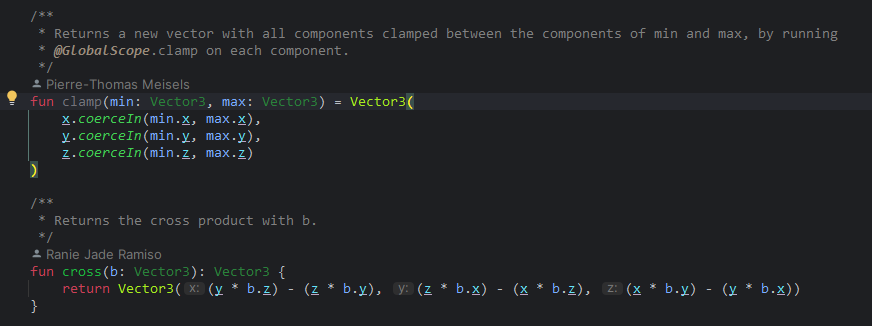 /**
 * Returns a new vector with all components clamped between the components of min and max, by running
 * @GlobalScope.clamp on each component.
 */
Pierre-Thomas Meisels
fun clamp(min: Vector3, max: Vector3) = Vector3(
    x.coerceIn(min.x, max.x),
    y.coerceIn(min.y, max.y),
    z.coerceIn(min.z, max.z)
)
/**
 * Returns the cross product with b.
 */
Ranie Jade Ramiso
fun cross(b: Vector3): Vector3 {
    return Vector3( x: (y * b.z) - (z * b.y), y: (z * b.x) - (x * b.z), z: (x * b.y) - (y * b.x))
}